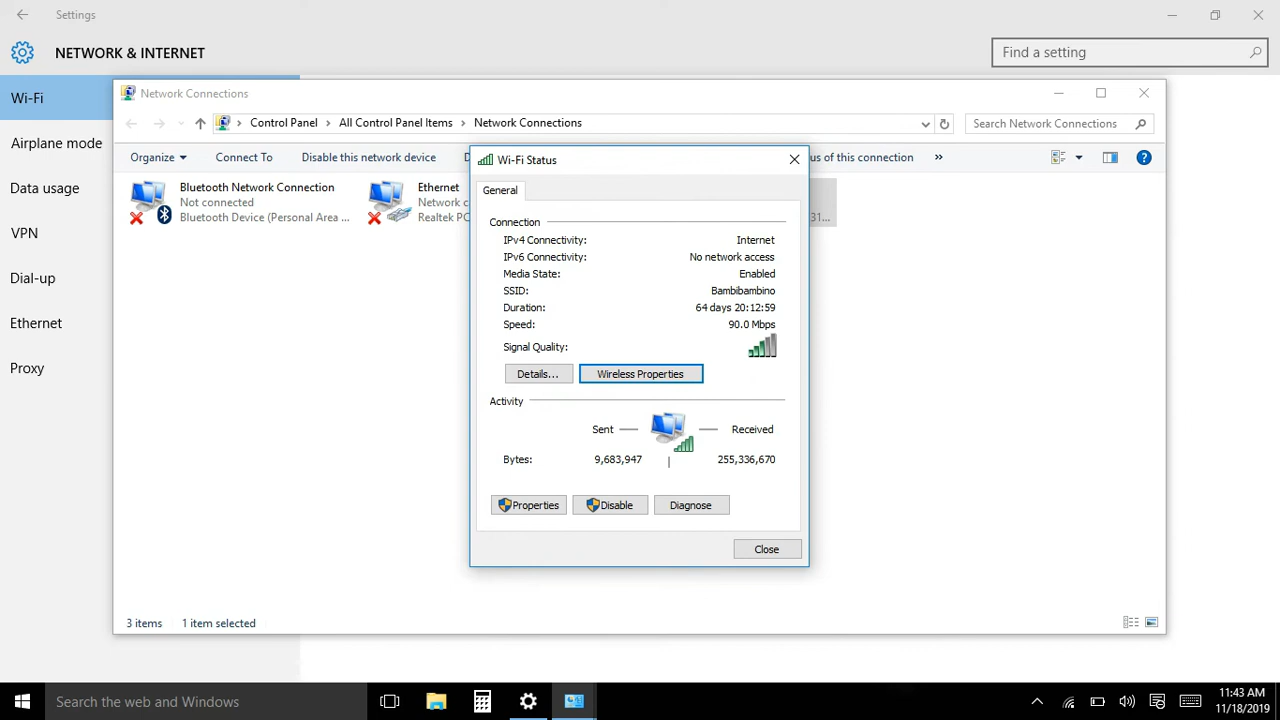 Settings
NETWORK & INTERNET
Find a setting
Wi-Fi
Airplane mode
Data usage
VPN
Dial-up
Ethernet
Proxy
Network Connections
Control Panel > All Control Panel Items > Network Connections
Search Network Connections
Organize
Connect To
Disable this network device
of this connection
»
Bluetooth Network Connection
Not connected
Bluetooth Device (Personal Area ...
Ethernet
Network c
Realtek PC
31...
Wi-Fi Status
General
Connection
IPv4 Connectivity: Internet
IPv6 Connectivity: No network access
Media State: Enabled
SSID: Bambibambino
Duration: 64 days 20:12:59
Speed: 90.0 Mbps
Signal Quality:
Details...
Wireless Properties
Activity
Sent
Received
Bytes: 9,683,947 | 255,336,670
Properties
Disable
Diagnose
Close
3 items
1 item selected
Search the web and Windows
11:43 AM
11/18/2019